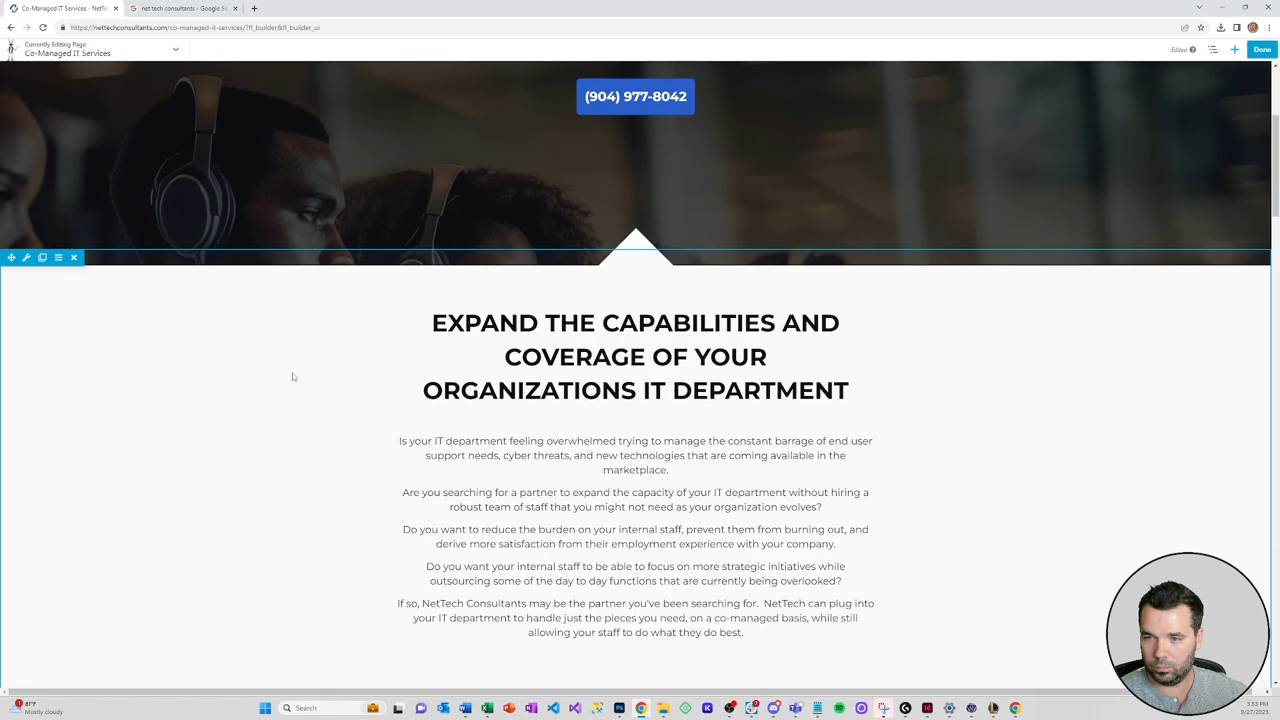 Co-Managed IT Services - NetTe
net tech consultants - Google Se
https://nettechconsultants.com/co-managed-it-services/?fl_builder&fl_builder_ui
Currently Editing Page
Co-Managed IT Services
Edited
Done
(904) 977-8042
EXPAND THE CAPABILITIES AND
COVERAGE OF YOUR
ORGANIZATIONS IT DEPARTMENT
Is your IT department feeling overwhelmed trying to manage the constant barrage of end user
support needs, cyber threats, and new technologies that are coming available in the
marketplace.
Are you searching for a partner to expand the capacity of your IT department without hiring a
robust team of staff that you might not need as your organization evolves?
Do you want to reduce the burden on your internal staff, prevent them from burning out, and
derive more satisfaction from their employment experience with your company.
Do you want your internal staff to be able to focus on more strategic initiatives while
outsourcing some of the day to day functions that are currently being overlooked?
If so, NetTech Consultants may be the partner you've been searching for. NetTech can plug into
your IT department to handle just the pieces you need, on a co-managed basis, while still
allowing your staff to do what they do best.
81°F
Mostly cloudy
Search
3:53 PM
9/27/2023